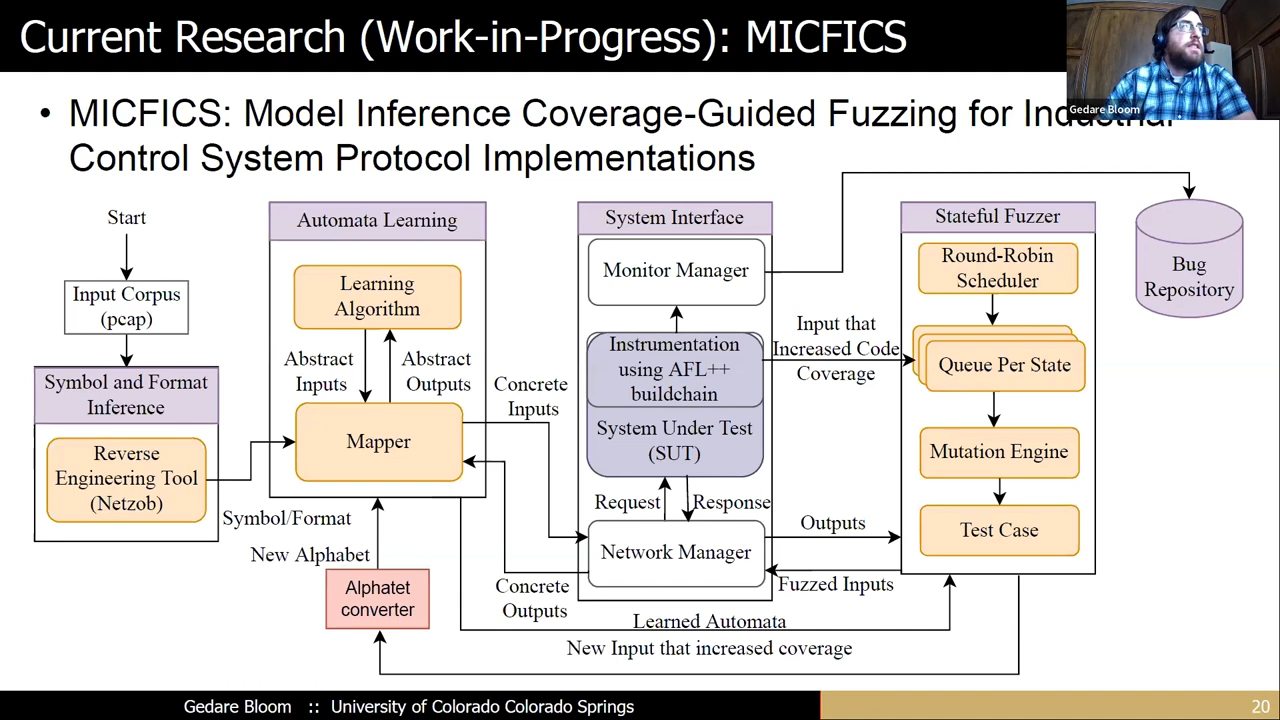 Current Research (Work-in-Progress): MICFICS
Gedare Bloom
• MICFICS: Model Inference Coverage-Guided Fuzzing for Industrial
Control System Protocol Implementations
Start
Input Corpus
(pcap)
Symbol and Format
Inference
Reverse
Engineering Tool
(Netzob)
Symbol/Format
Automata Learning
Learning
Algorithm
Abstract
Inputs
Abstract
Outputs
Mapper
New Alphabet
Alphatet
converter
Concrete
Inputs
Concrete
Outputs
System Interface
Monitor Manager
Instrumentation
using AFL++
buildchain
System Under Test
(SUT)
Request
Response
Network Manager
Input that
Increased Code
Coverage
Outputs
Fuzzed Inputs
Learned Automata
New Input that increased coverage
Stateful Fuzzer
Round-Robin
Scheduler
Queue Per State
Mutation Engine
Test Case
Bug
Repository
Gedare Bloom :: University of Colorado Colorado Springs
20